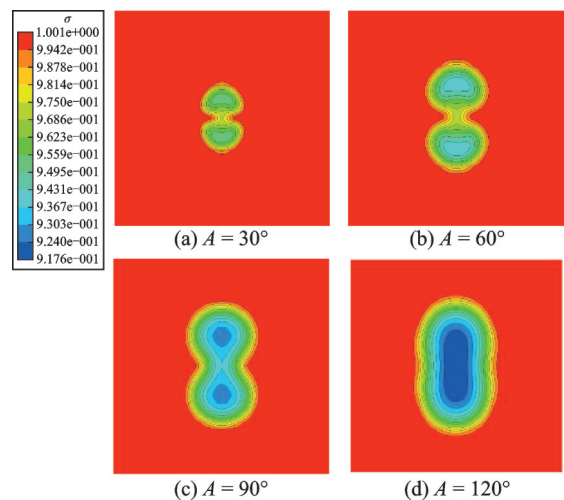 σ
1.001e+000
9.942e−001
9.878e−001
9.814e−001
9.750e−001
9.686e−001
9.623e−001
9.559e−001
9.495e−001
9.431e−001
9.367e−001
9.303e−001
9.240e−001
9.176e−001
(a) A = 30°
(b) A = 60°
(c) A = 90°
(d) A = 120°